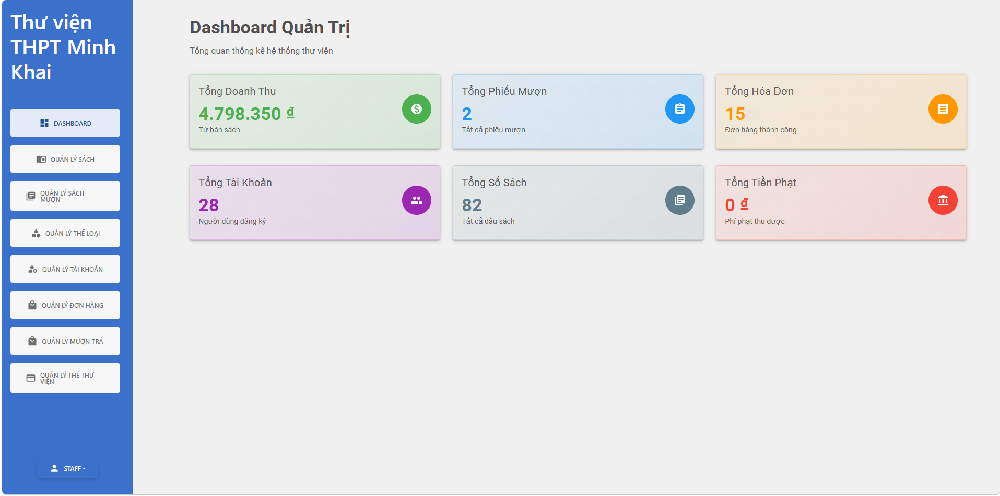 Thư viện
THPT Minh
Khai
DASHBOARD
QUẢN LÝ SÁCH
QUẢN LÝ SÁCH
MƯỢN
QUẢN LÝ THỂ LOẠI
QUẢN LÝ TÀI KHOẢN
QUẢN LÝ ĐƠN HÀNG
QUẢN LÝ MƯỢN TRẢ
QUẢN LÝ THẺ THƯ
VIỆN
STAFF
Dashboard Quản Trị
Tổng quan thống kê hệ thống thư viện
Tổng Doanh Thu
4.798.350 ₫
Từ bán sách
Tổng Phiếu Mượn
2
Tất cả phiếu mượn
Tổng Hóa Đơn
15
Đơn hàng thành công
Tổng Tài Khoản
28
Người dùng đăng ký
Tổng Số Sách
82
Tất cả đầu sách
Tổng Tiền Phạt
0 ₫
Phí phạt thu được